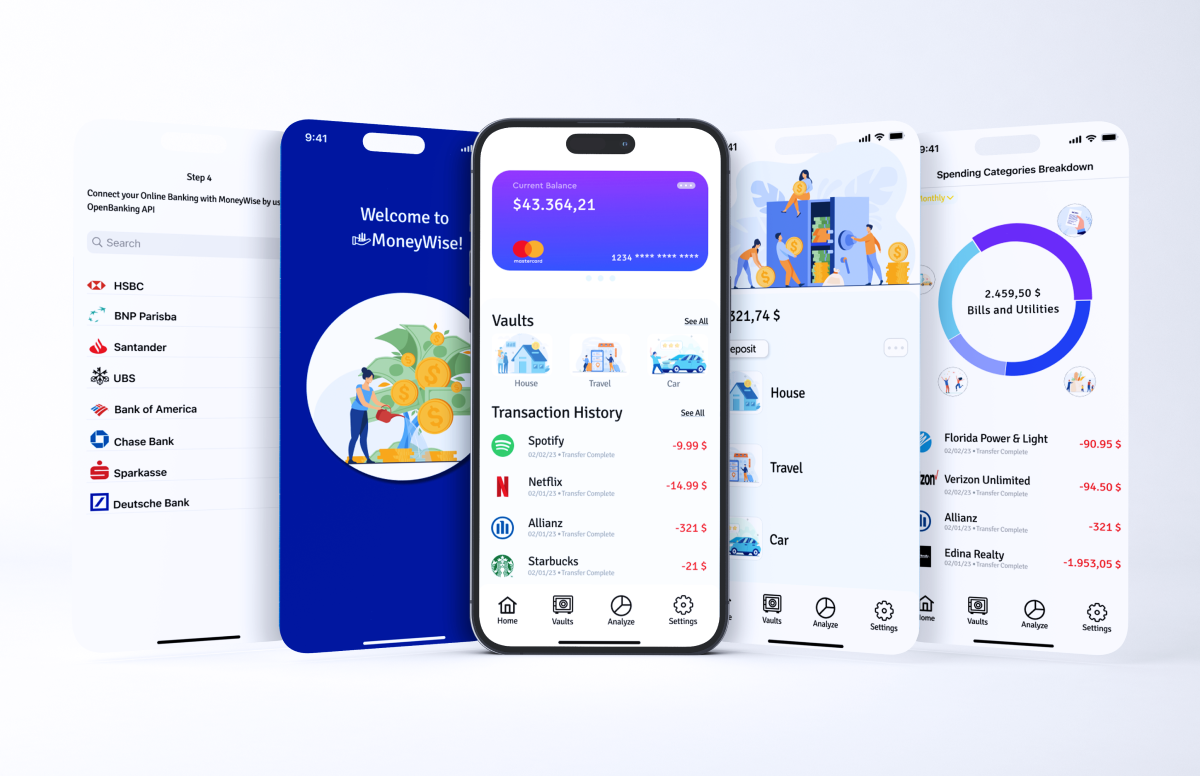 Step 4
Connect your Online Banking with MoneyWise by us
OpenBanking API
Search
HSBC
BNP Parisba
Santander
UBS
Bank of America
Chase Bank
Sparkasse
Deutsche Bank
9:41
Welcome to
MoneyWise!
Current Balance
$43.364,21
mastercard
1234 **** **** ****
Vaults
See All
House
Travel
Car
Transaction History
See All
Spotify
-9.99 $
02/02/23 • Transfer Complete
Netflix
-14.99 $
02/01/23 • Transfer Complete
Allianz
-321 $
02/01/23 • Transfer Complete
Starbucks
-21 $
02/01/23 • Transfer Complete
Home
Vaults
Analyze
Settings
41
321,74 $
eposit
House
Travel
Car
e
Vaults
Analyze
Settings
9:41
Spending Categories Breakdown
onthly
2.459,50 $
Bills and Utilities
Florida Power & Light
-90.95 $
02/02/23 • Transfer Complete
izon
Verizon Unlimited
-94.50 $
02/02/23 • Transfer Complete
Allianz
-321 $
02/01/23 • Transfer Complete
Edina Realty
-1.953,05 $
02/01/23 • Transfer Complete
ome
Vaults
Analyze
Settings